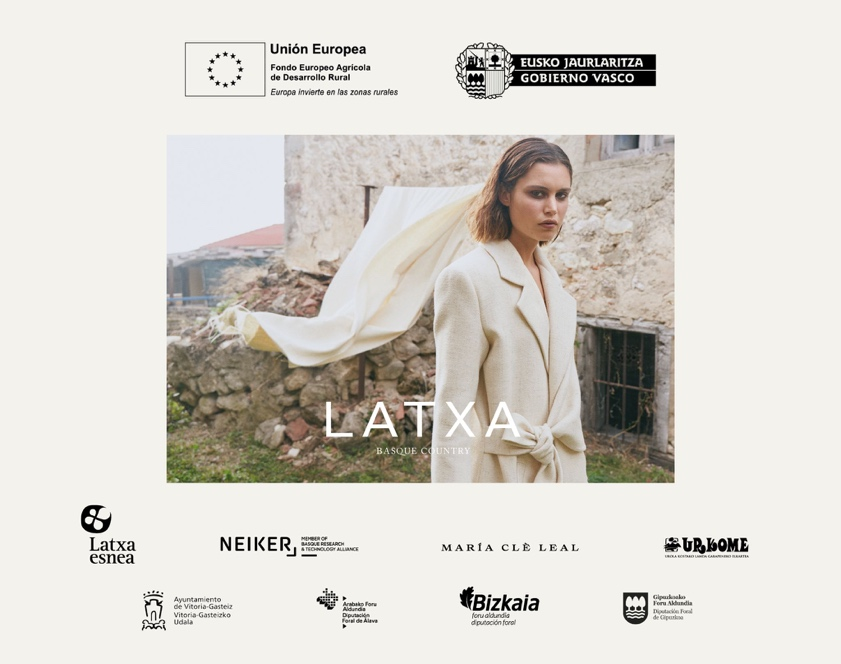 Unión Europea
Fondo Europeo Agrícola
de Desarrollo Rural
Europa invierte en las zonas rurales
EUSKO JAURLARITZA
GOBIERNO VASCO
LATXA
BASQUE COUNTRY
Latxa
esnea
NEIKER
MEMBER OF
BASQUE RESEARCH
& TECHNOLOGY ALLIANCE
MARÍA CLÈ LEAL
URKOME
Ayuntamiento
de Vitoria-Gasteiz
Vitoria-Gasteizko
Udala
Arabako Foru
Aldundia
Diputación
Foral de Álava
Bizkaia
foru aldundia
diputación foral
Gipuzkoako
Foru Aldundia
Diputación Foral
de Gipuzkoa